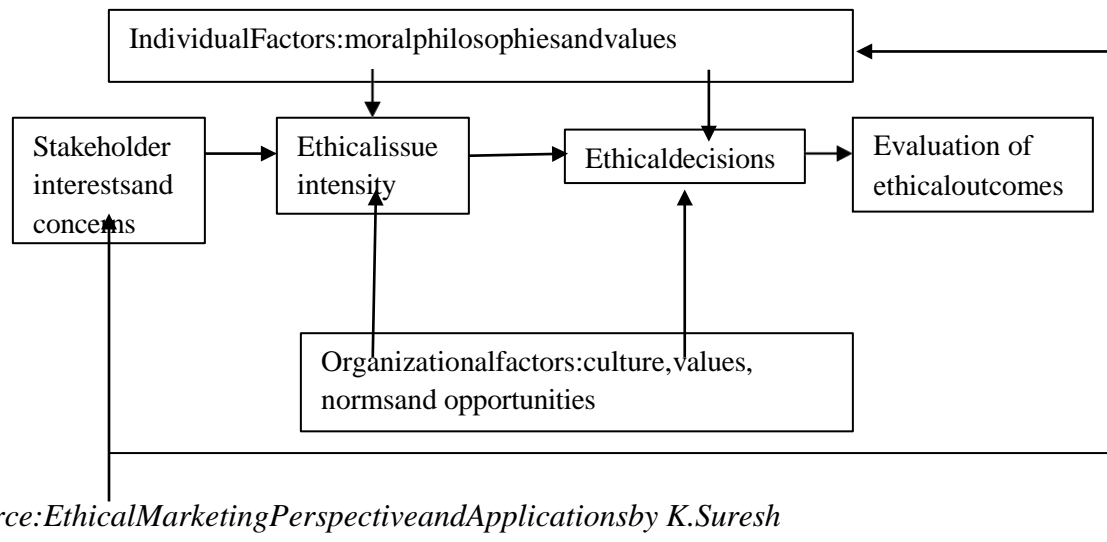 IndividualFactors:moralphilosophiesandvalues
Stakeholder
interestsand
concerns
Ethicalissue
intensity
Ethicaldecisions
Evaluation of
ethicaloutcomes
Organizationalfactors:culture,values,
normsand opportunities
rce:EthicalMarketingPerspectiveandApplicationsby K.Suresh